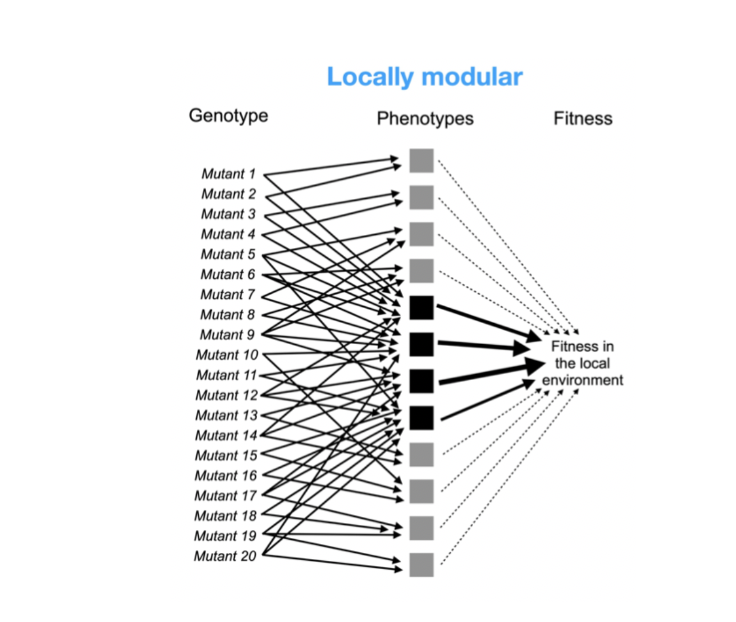 Locally modular
Genotype
Phenotypes
Fitness
Mutant 1
Mutant 2
Mutant 3
Mutant 4
Mutant 5
Mutant 6
Mutant 7
Mutant 8
Mutant 9
Mutant 10
Mutant 11
Mutant 12
Mutant 13
Mutant 14
Mutant 15
Mutant 16
Mutant 17
Mutant 18
Mutant 19
Mutant 20
Fitness in
the local
environment